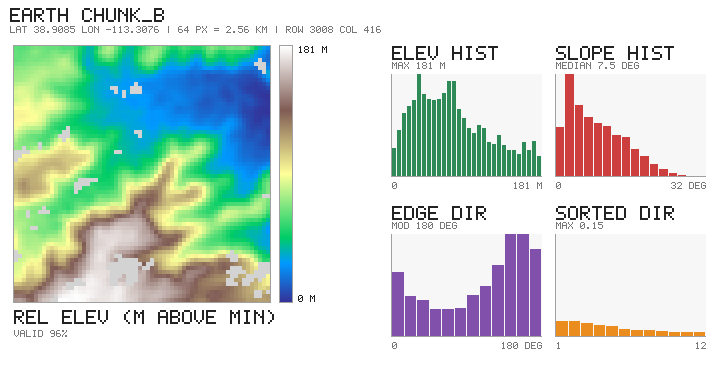 EARTH CHUNK_B
LAT 38.9085 LON -113.3076 | 64 PX = 2.56 KM | ROW 3008 COL 416
181 M
0 M
REL ELEV (M ABOVE MIN)
VALID 96%
ELEV HIST
MAX 181 M
0 181 M
SLOPE HIST
MEDIAN 7.5 DEG
0 32 DEG
EDGE DIR
MOD 180 DEG
0 180 DEG
SORTED DIR
MAX 0.15
1 12